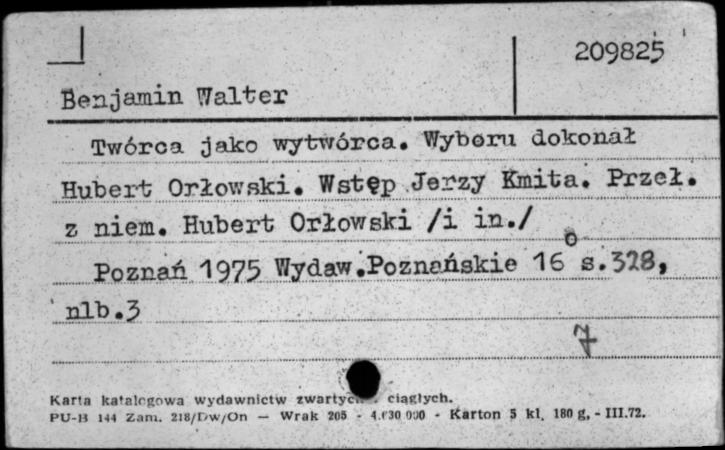 209825
Benjamin Walter
Twórca jako wytwórca. Wyboru dokonał
Hubert Orłowski. Wstęp Jerzy Kmita. Przeł.
z niem. Hubert Orłowski /i in./
Poznań 1975 Wydaw.Poznańskie 16° s.328,
nlb.3
7
Karta katalogowa wydawnictw zwartych i ciągłych.
PU-B 144 Zam. 218/Dw/On — Wrak 205 - 4.030 000 - Karton 5 kl. 180 g, - III.72.